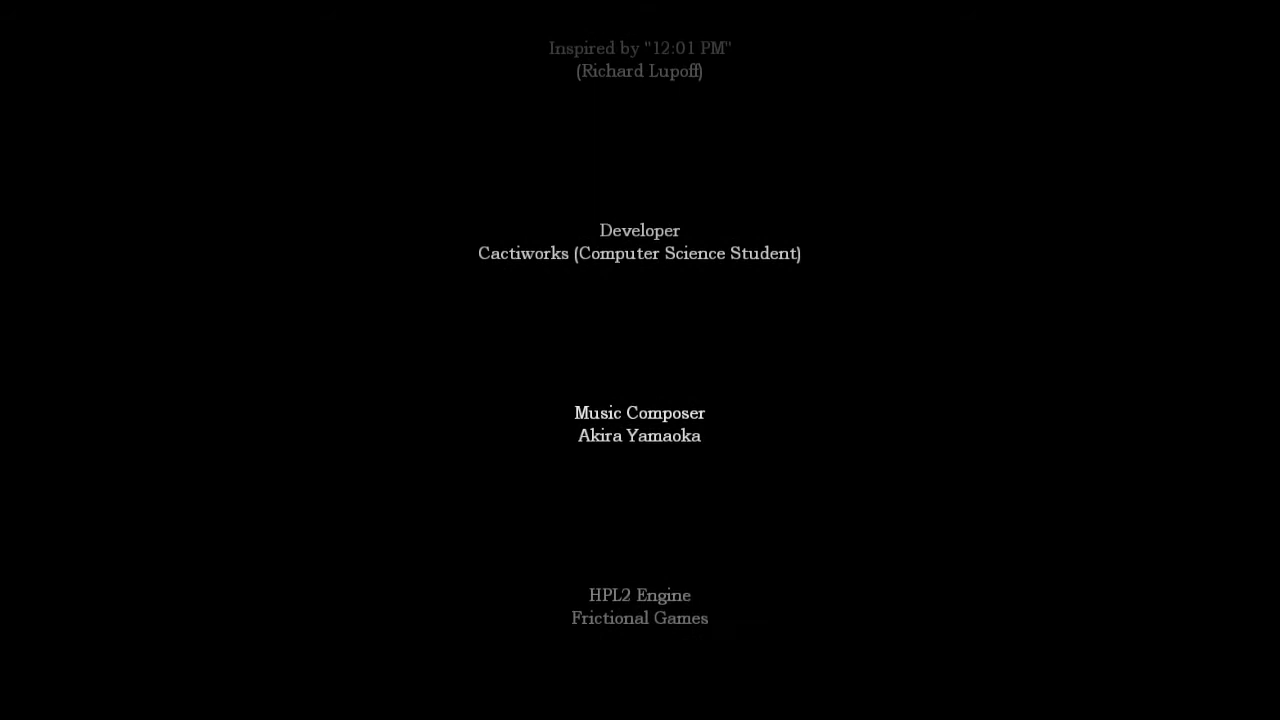 Inspired by "12:01 PM"
(Richard Lupoff)
Developer
Cactiworks (Computer Science Student)
Music Composer
Akira Yamaoka
HPL2 Engine
Frictional Games